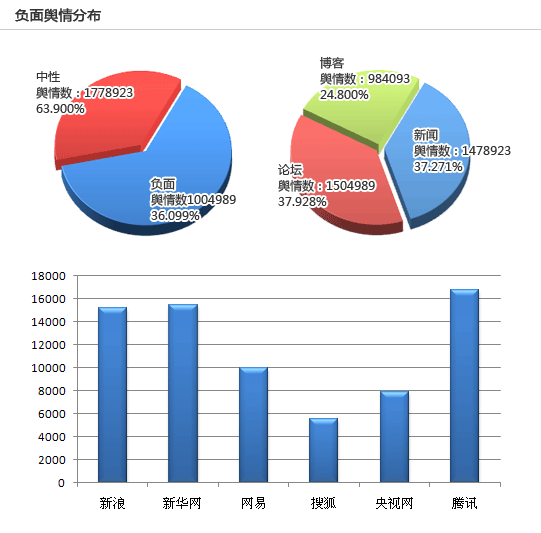 负面舆情分布
中性
舆情数：1778923
63.900%
负面
舆情数1004989
36.099%
博客
舆情数：984093
24.800%
新闻
舆情数：1478923
37.271%
论坛
舆情数：1504989
37.928%
18000
16000
14000
12000
10000
8000
6000
4000
2000
0
新浪 新华网 网易 搜狐 央视网 腾讯